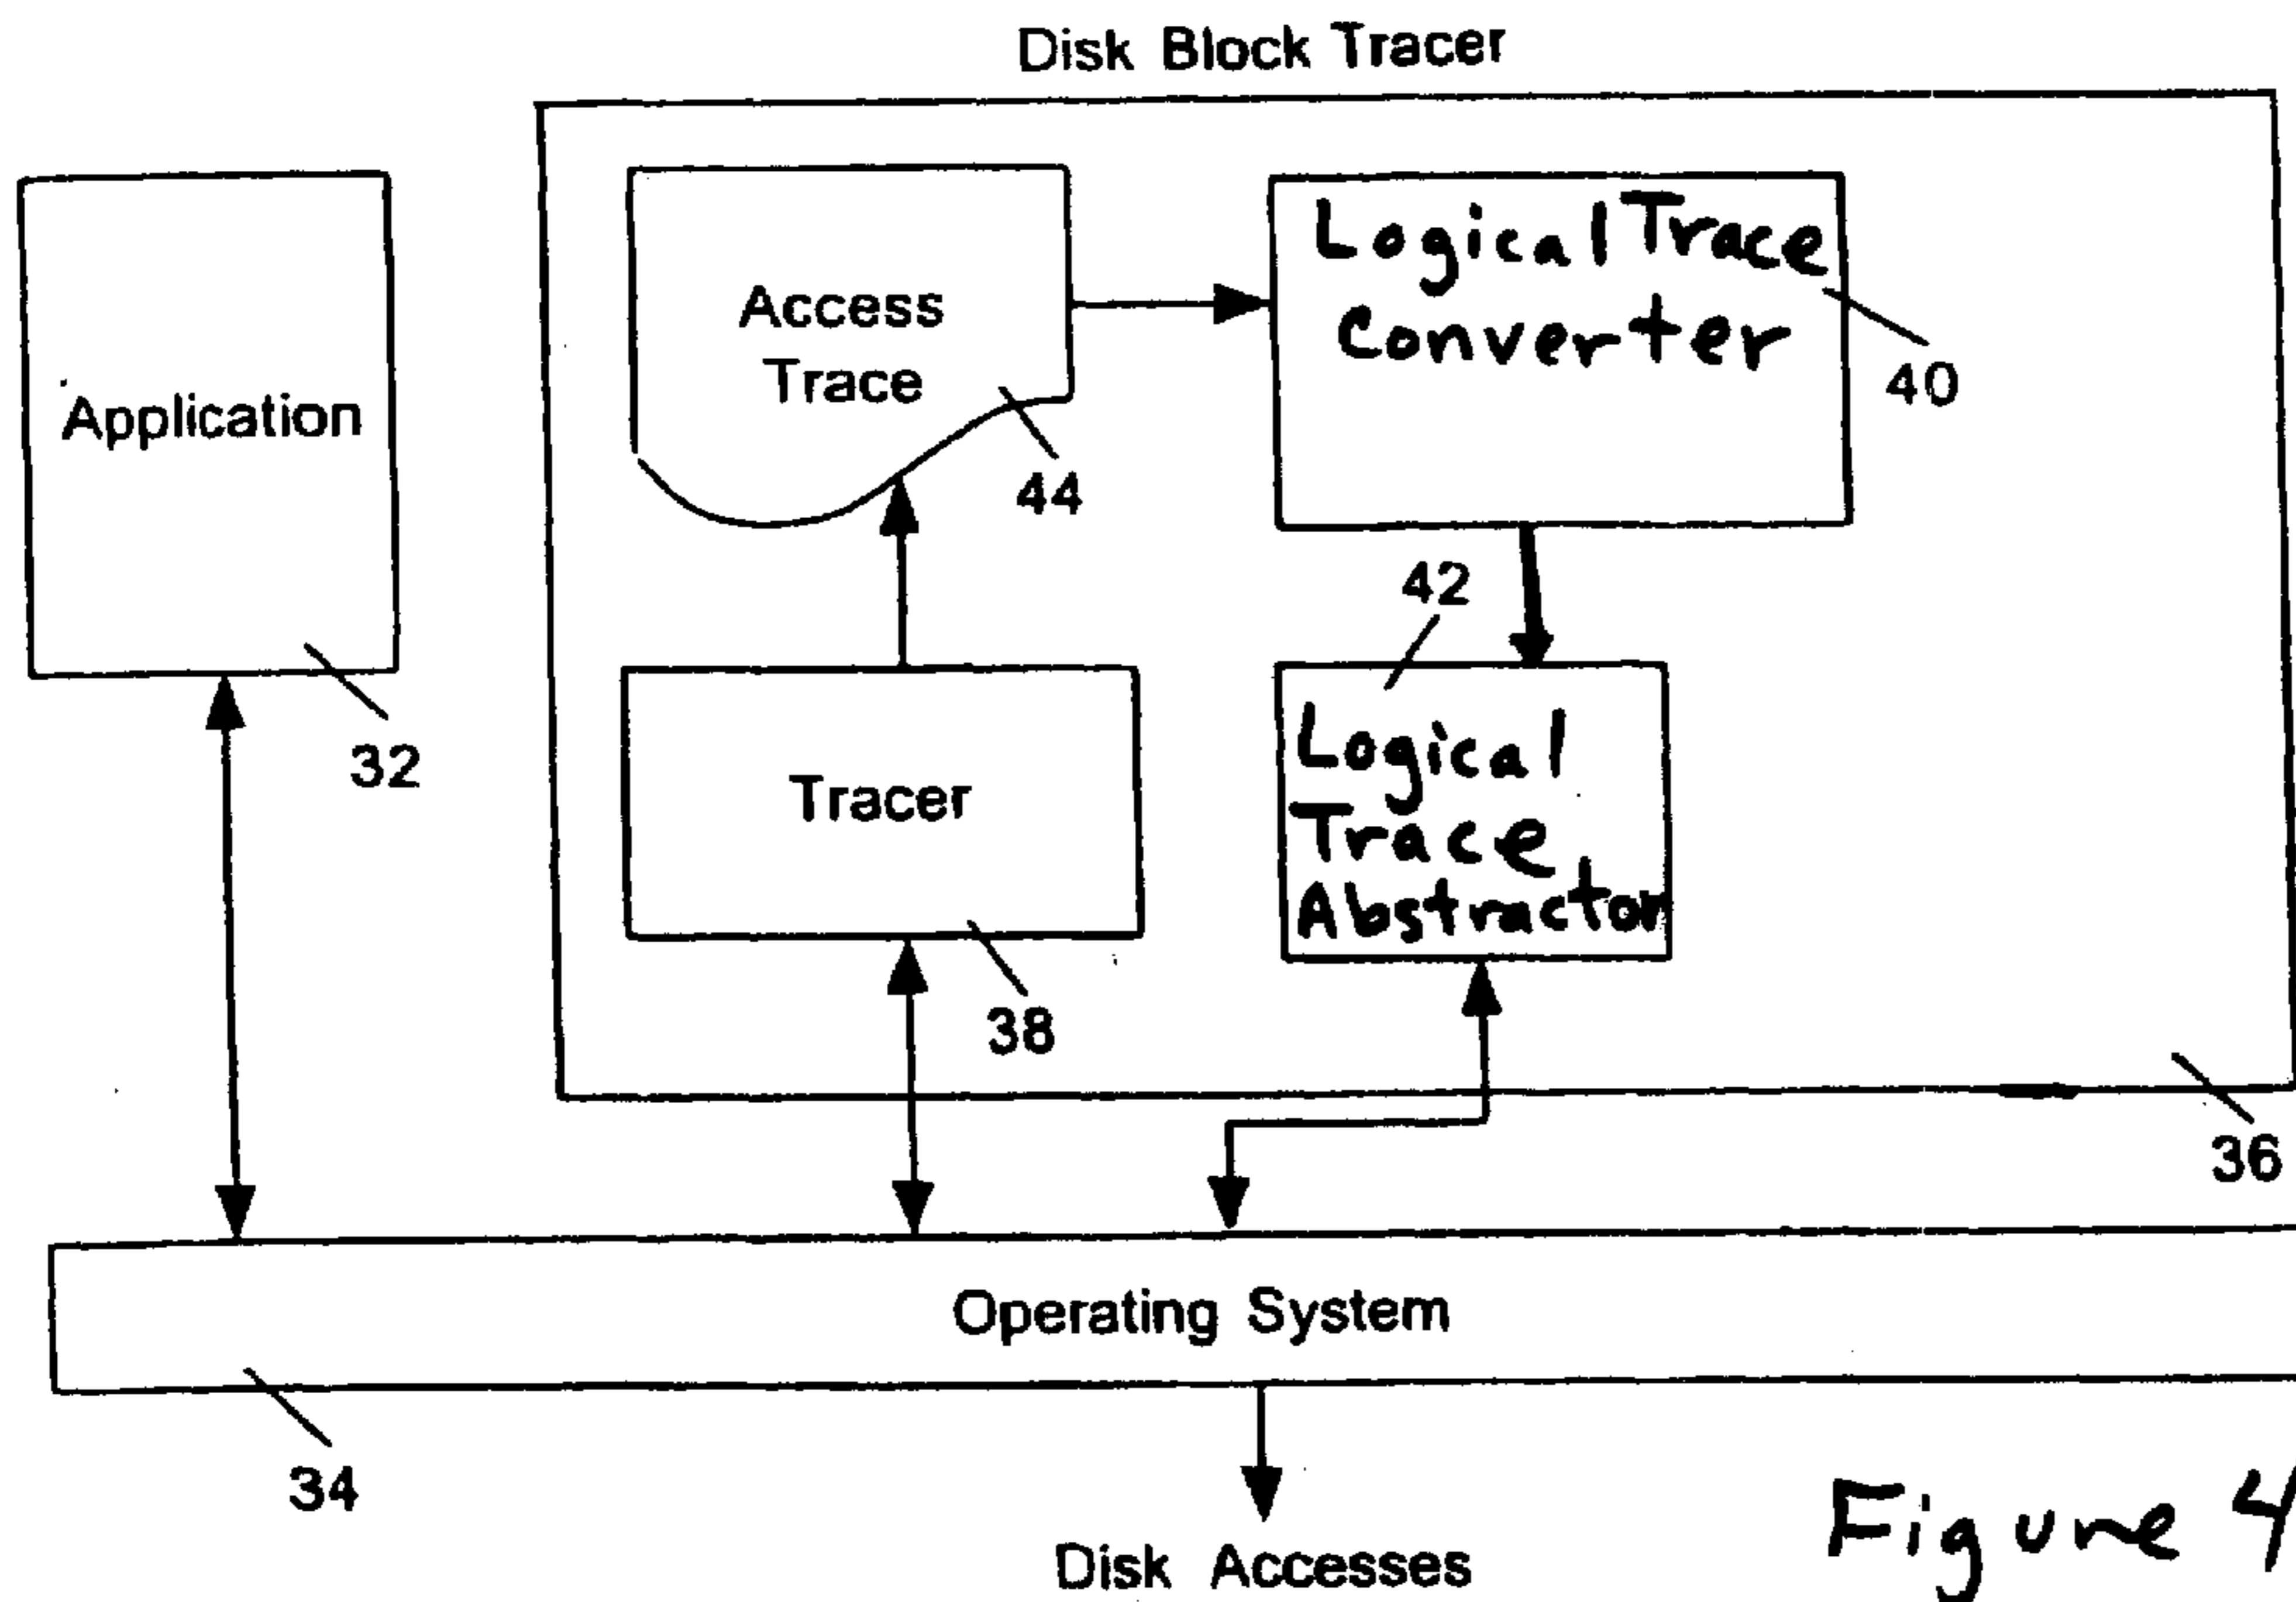 Disk Block Tracer
Application
32
Access
Trace
44
Logical Trace
Converter
40
Tracer
38
42
Logical
Trace
Abstractor
36
Operating System
34
Disk Accesses
Figure 4